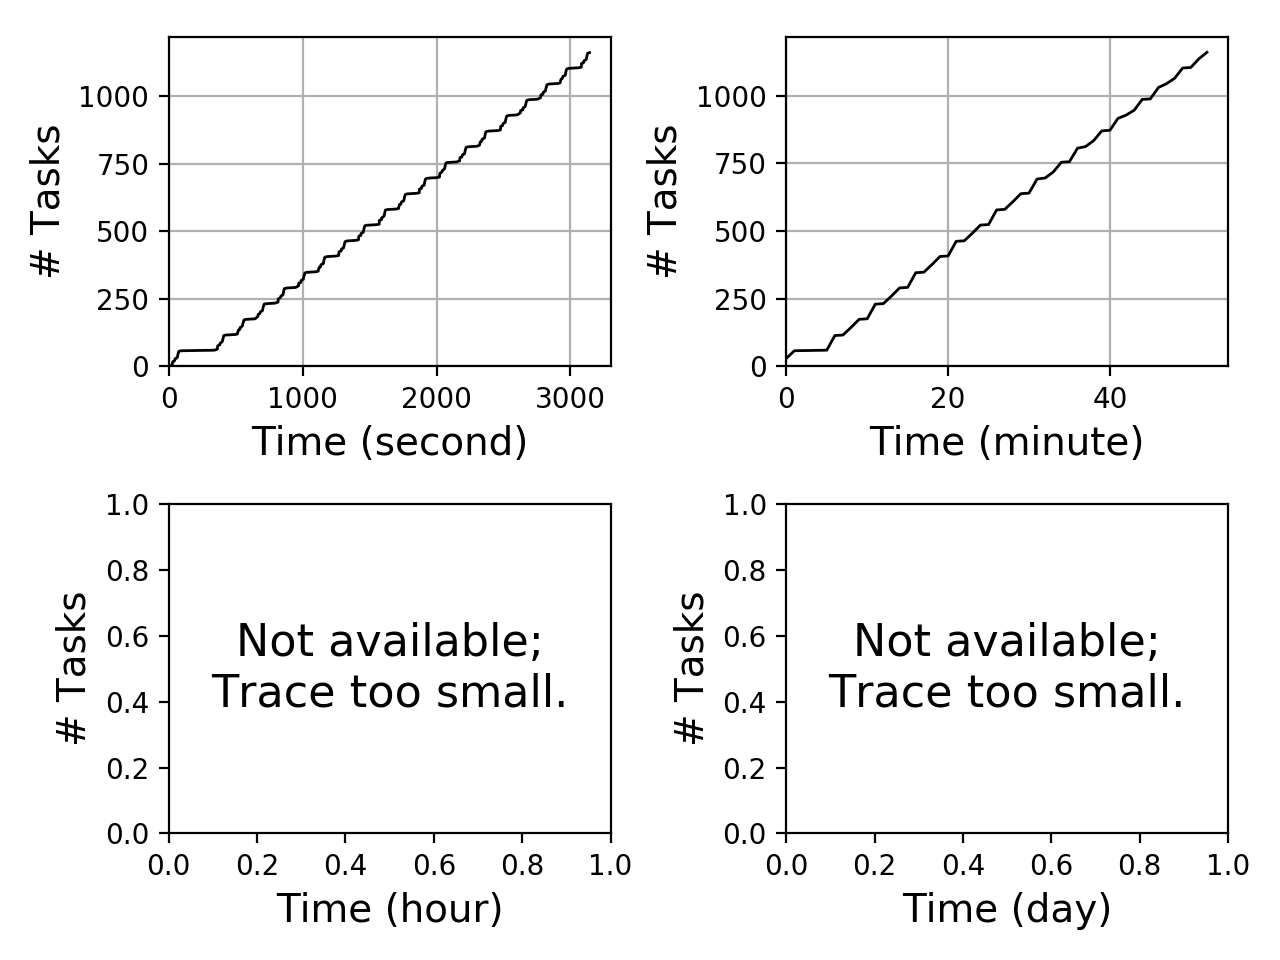 # Tasks
1000
750
500
250
0
0 1000 2000 3000
Time (second)
# Tasks
1000
750
500
250
0
0 20 40
Time (minute)
# Tasks
1.0
0.8
0.6
0.4
0.2
0.0
Not available;
Trace too small.
0.0 0.2 0.4 0.6 0.8 1.0
Time (hour)
# Tasks
1.0
0.8
0.6
0.4
0.2
0.0
Not available;
Trace too small.
0.0 0.2 0.4 0.6 0.8 1.0
Time (day)